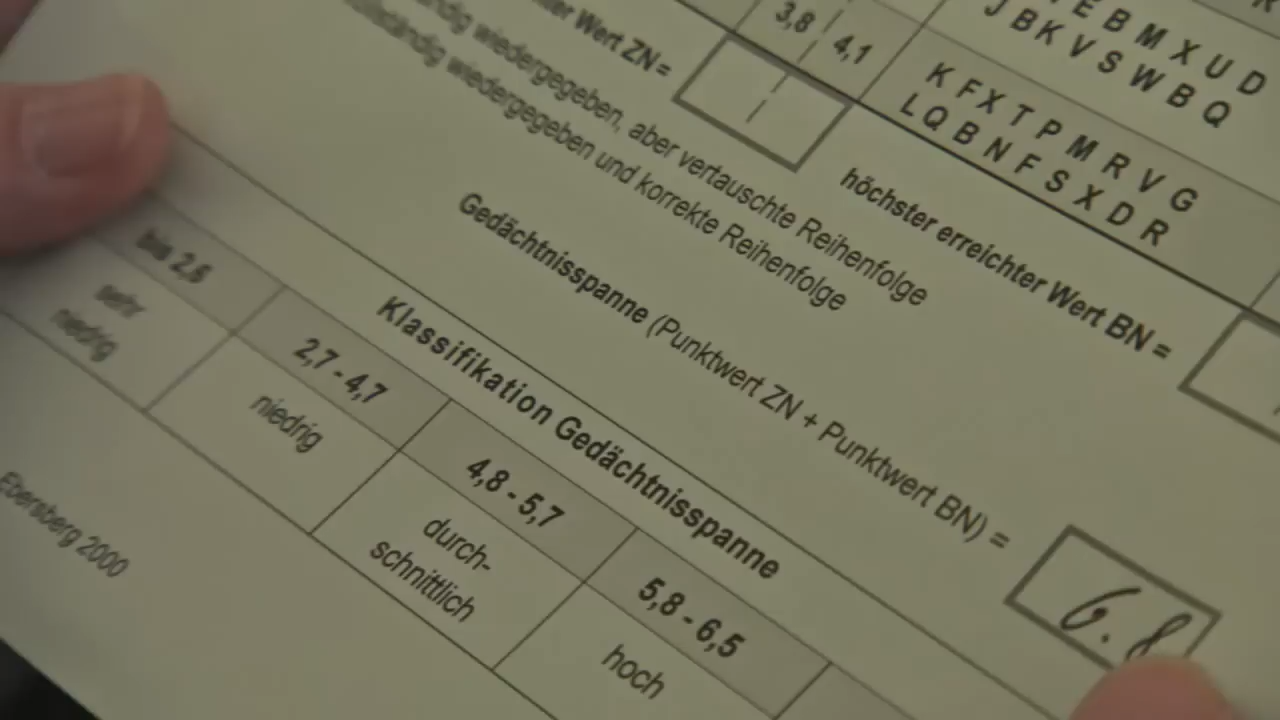 E B M X U D
J B K V S W B Q
3,8 4,1
K F X T P M R V G
L Q B N F S X D R
Wert ZN =
höchster erreichter Wert BN =
wiedergegeben, aber vertauschte Reihenfolge
wiedergegeben und korrekte Reihenfolge
Gedächtnisspanne (Punktwert ZN + Punktwert BN) = 6.8
Klassifikation Gedächtnisspanne
bis 2,6 2,7 - 4,7 4,8 - 5,7 5,8 - 6,5
sehr niedrig durch- hoch
niedrig schnittlich
Ebersberg 2000